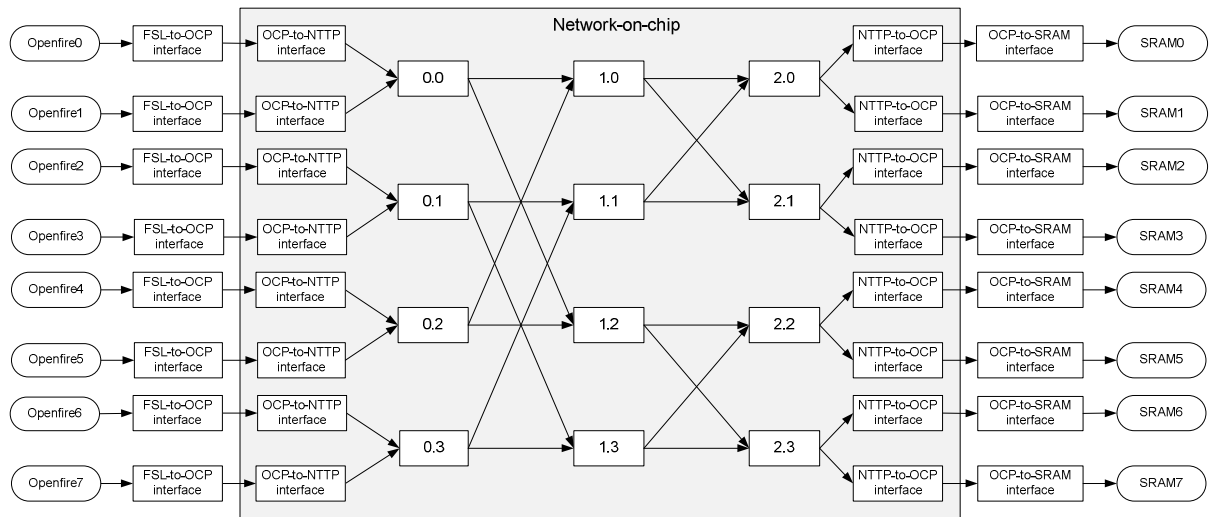 Network-on-chip
Openfire0
FSL-to-OCP
interface
OCP-to-NTTP
interface
NTTP-to-OCP
interface
OCP-to-SRAM
interface
SRAM0
0.0
1.0
2.0
Openfire1
FSL-to-OCP
interface
OCP-to-NTTP
interface
NTTP-to-OCP
interface
OCP-to-SRAM
interface
SRAM1
Openfire2
FSL-to-OCP
interface
OCP-to-NTTP
interface
NTTP-to-OCP
interface
OCP-to-SRAM
interface
SRAM2
0.1
1.1
2.1
Openfire3
FSL-to-OCP
interface
OCP-to-NTTP
interface
NTTP-to-OCP
interface
OCP-to-SRAM
interface
SRAM3
Openfire4
FSL-to-OCP
interface
OCP-to-NTTP
interface
NTTP-to-OCP
interface
OCP-to-SRAM
interface
SRAM4
0.2
1.2
2.2
Openfire5
FSL-to-OCP
interface
OCP-to-NTTP
interface
NTTP-to-OCP
interface
OCP-to-SRAM
interface
SRAM5
Openfire6
FSL-to-OCP
interface
OCP-to-NTTP
interface
NTTP-to-OCP
interface
OCP-to-SRAM
interface
SRAM6
0.3
1.3
2.3
Openfire7
FSL-to-OCP
interface
OCP-to-NTTP
interface
NTTP-to-OCP
interface
OCP-to-SRAM
interface
SRAM7